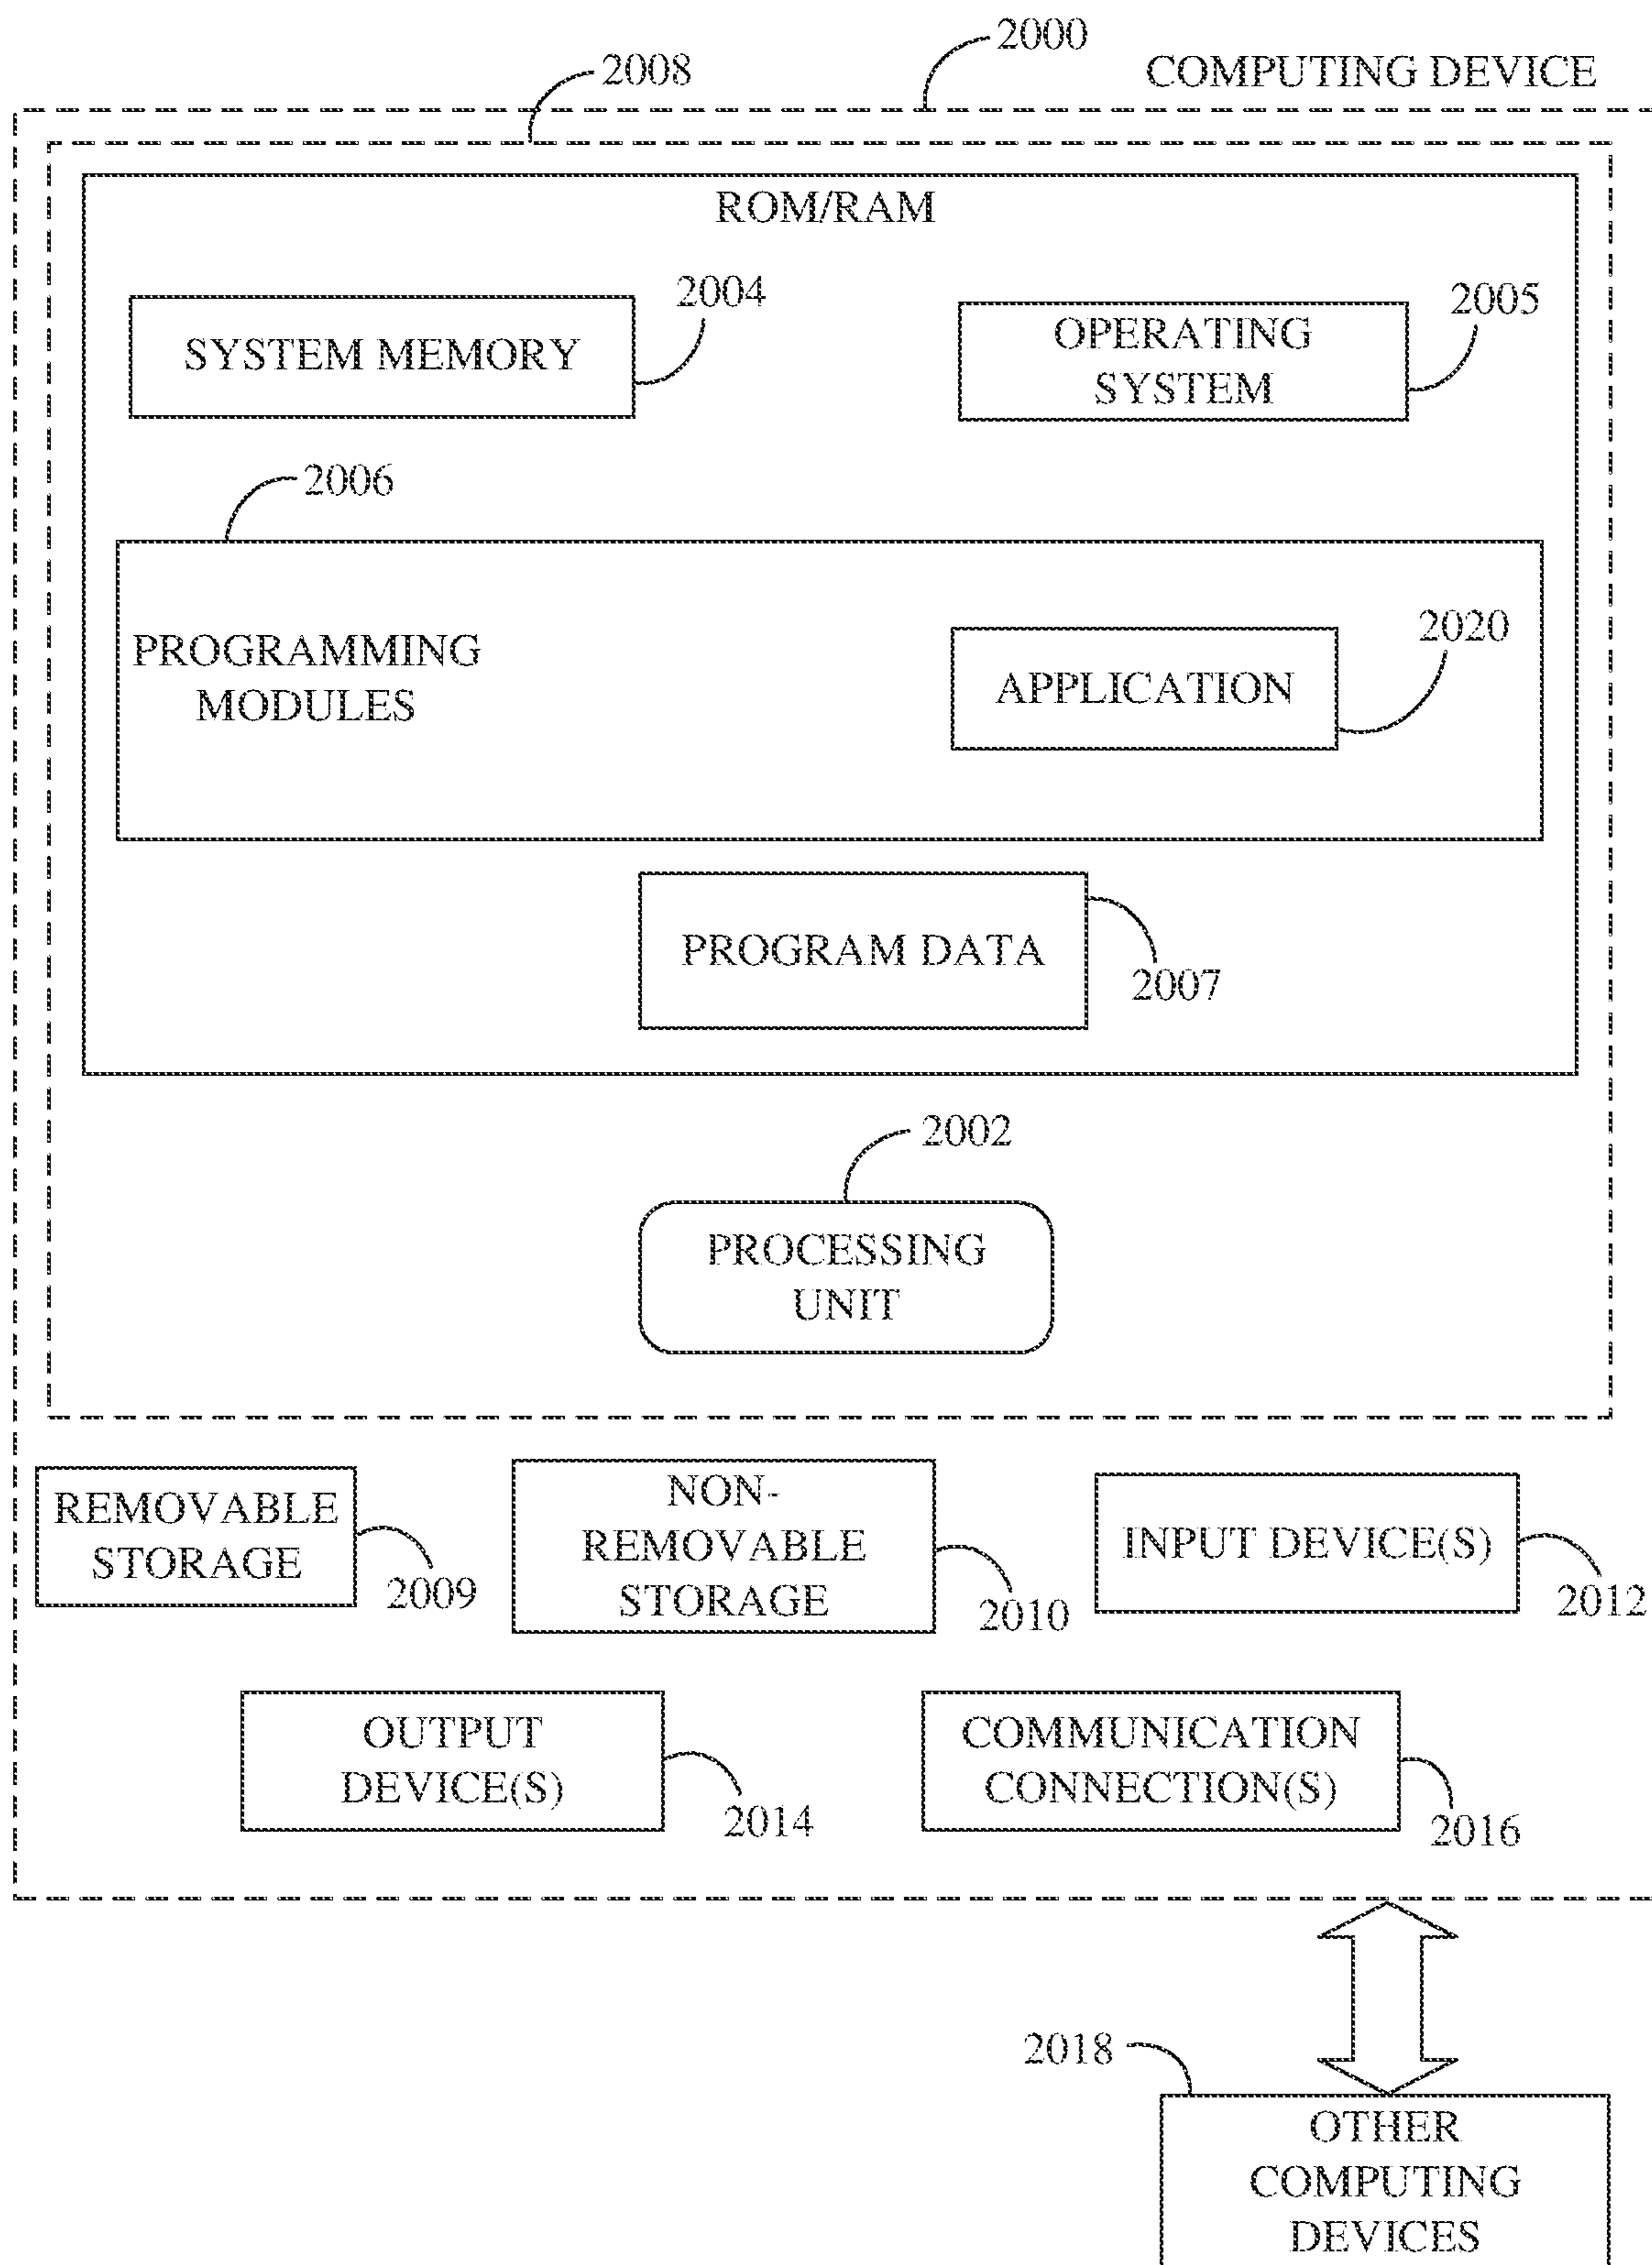 2000
COMPUTING DEVICE
2008
ROM/RAM
2004
SYSTEM MEMORY
2005
OPERATING
SYSTEM
2006
PROGRAMMING
MODULES
2020
APPLICATION
PROGRAM DATA
2007
2002
PROCESSING
UNIT
REMOVABLE
STORAGE
2009
NON-
REMOVABLE
STORAGE
2010
INPUT DEVICE(S)
2012
OUTPUT
DEVICE(S)
2014
COMMUNICATION
CONNECTION(S)
2016
2018
OTHER
COMPUTING
DEVICES